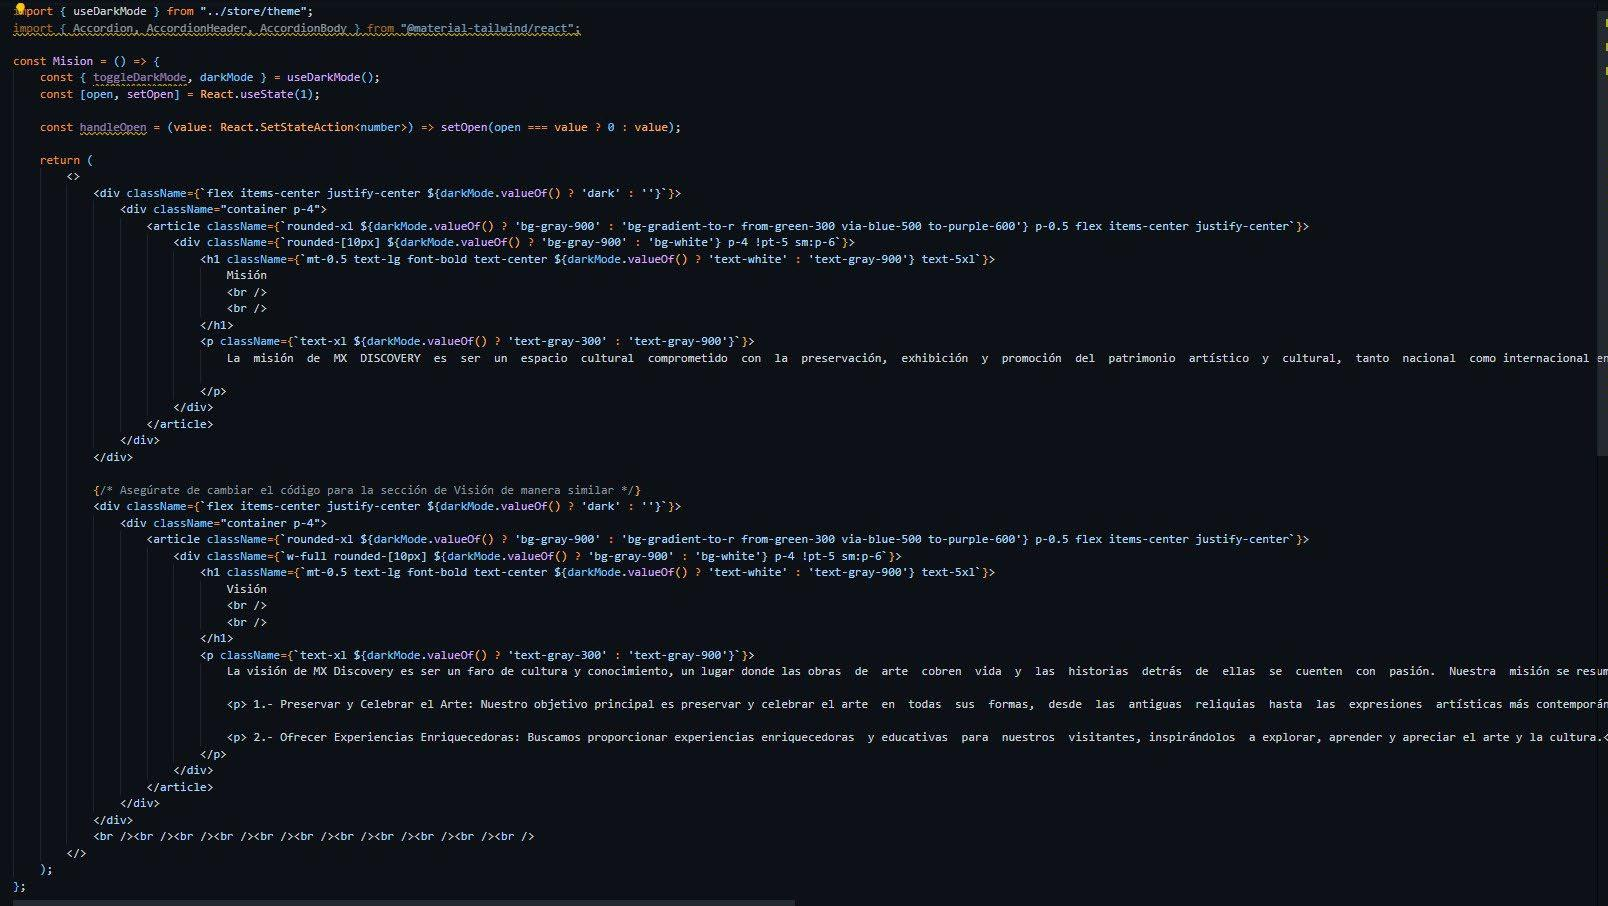 import { useDarkMode } from "../store/theme";
import { Accordion, AccordionHeader, AccordionBody } from "@material-tailwind/react";
const Mision = () => {
const { toggleDarkMode, darkMode } = useDarkMode();
const [open, setOpen] = React.useState(1);
const handleOpen = (value: React.SetStateAction<number>) => setOpen(open === value ? 0 : value);
return (
<>
<div className={`flex items-center justify-center ${darkMode.valueOf() ? 'dark' : ''}`}>
<div className="container p-4">
<article className={`rounded-xl ${darkMode.valueOf() ? 'bg-gray-900' : 'bg-gradient-to-r from-green-300 via-blue-500 to-purple-600'} p-0.5 flex items-center justify-center`}>
<div className={`rounded-[10px] ${darkMode.valueOf() ? 'bg-gray-900' : 'bg-white'} p-4 !pt-5 sm:p-6`}>
<h1 className={`mt-0.5 text-lg font-bold text-center ${darkMode.valueOf() ? 'text-white' : 'text-gray-900'} text-5xl`}>
Misión
<br />
<br />
</h1>
<p className={`text-xl ${darkMode.valueOf() ? 'text-gray-300' : 'text-gray-900'}`}>
La misión de MX DISCOVERY es ser un espacio cultural comprometido con la preservación, exhibición y promoción del patrimonio artístico y cultural, tanto nacional como internacional en
</p>
</div>
</article>
</div>
</div>
{/* Asegúrate de cambiar el código para la sección de Visión de manera similar */}
<div className={`flex items-center justify-center ${darkMode.valueOf() ? 'dark' : ''}`}>
<div className="container p-4">
<article className={`rounded-xl ${darkMode.valueOf() ? 'bg-gray-900' : 'bg-gradient-to-r from-green-300 via-blue-500 to-purple-600'} p-0.5 flex items-center justify-center`}>
<div className={`w-full rounded-[10px] ${darkMode.valueOf() ? 'bg-gray-900' : 'bg-white'} p-4 !pt-5 sm:p-6`}>
<h1 className={`mt-0.5 text-lg font-bold text-center ${darkMode.valueOf() ? 'text-white' : 'text-gray-900'} text-5xl`}>
Visión
<br />
<br />
</h1>
<p className={`text-xl ${darkMode.valueOf() ? 'text-gray-300' : 'text-gray-900'}`}>
La visión de MX Discovery es ser un faro de cultura y conocimiento, un lugar donde las obras de arte cobren vida y las historias detrás de ellas se cuenten con pasión. Nuestra misión se resum
<p> 1.- Preservar y Celebrar el Arte: Nuestro objetivo principal es preservar y celebrar el arte en todas sus formas, desde las antiguas reliquias hasta las expresiones artísticas más contemporán
<p> 2.- Ofrecer Experiencias Enriquecedoras: Buscamos proporcionar experiencias enriquecedoras y educativas para nuestros visitantes, inspirándolos a explorar, aprender y apreciar el arte y la cultura.<
</p>
</div>
</article>
</div>
</div>
<br /><br /><br /><br /><br /><br /><br /><br /><br /><br /><br />
</>
);
};